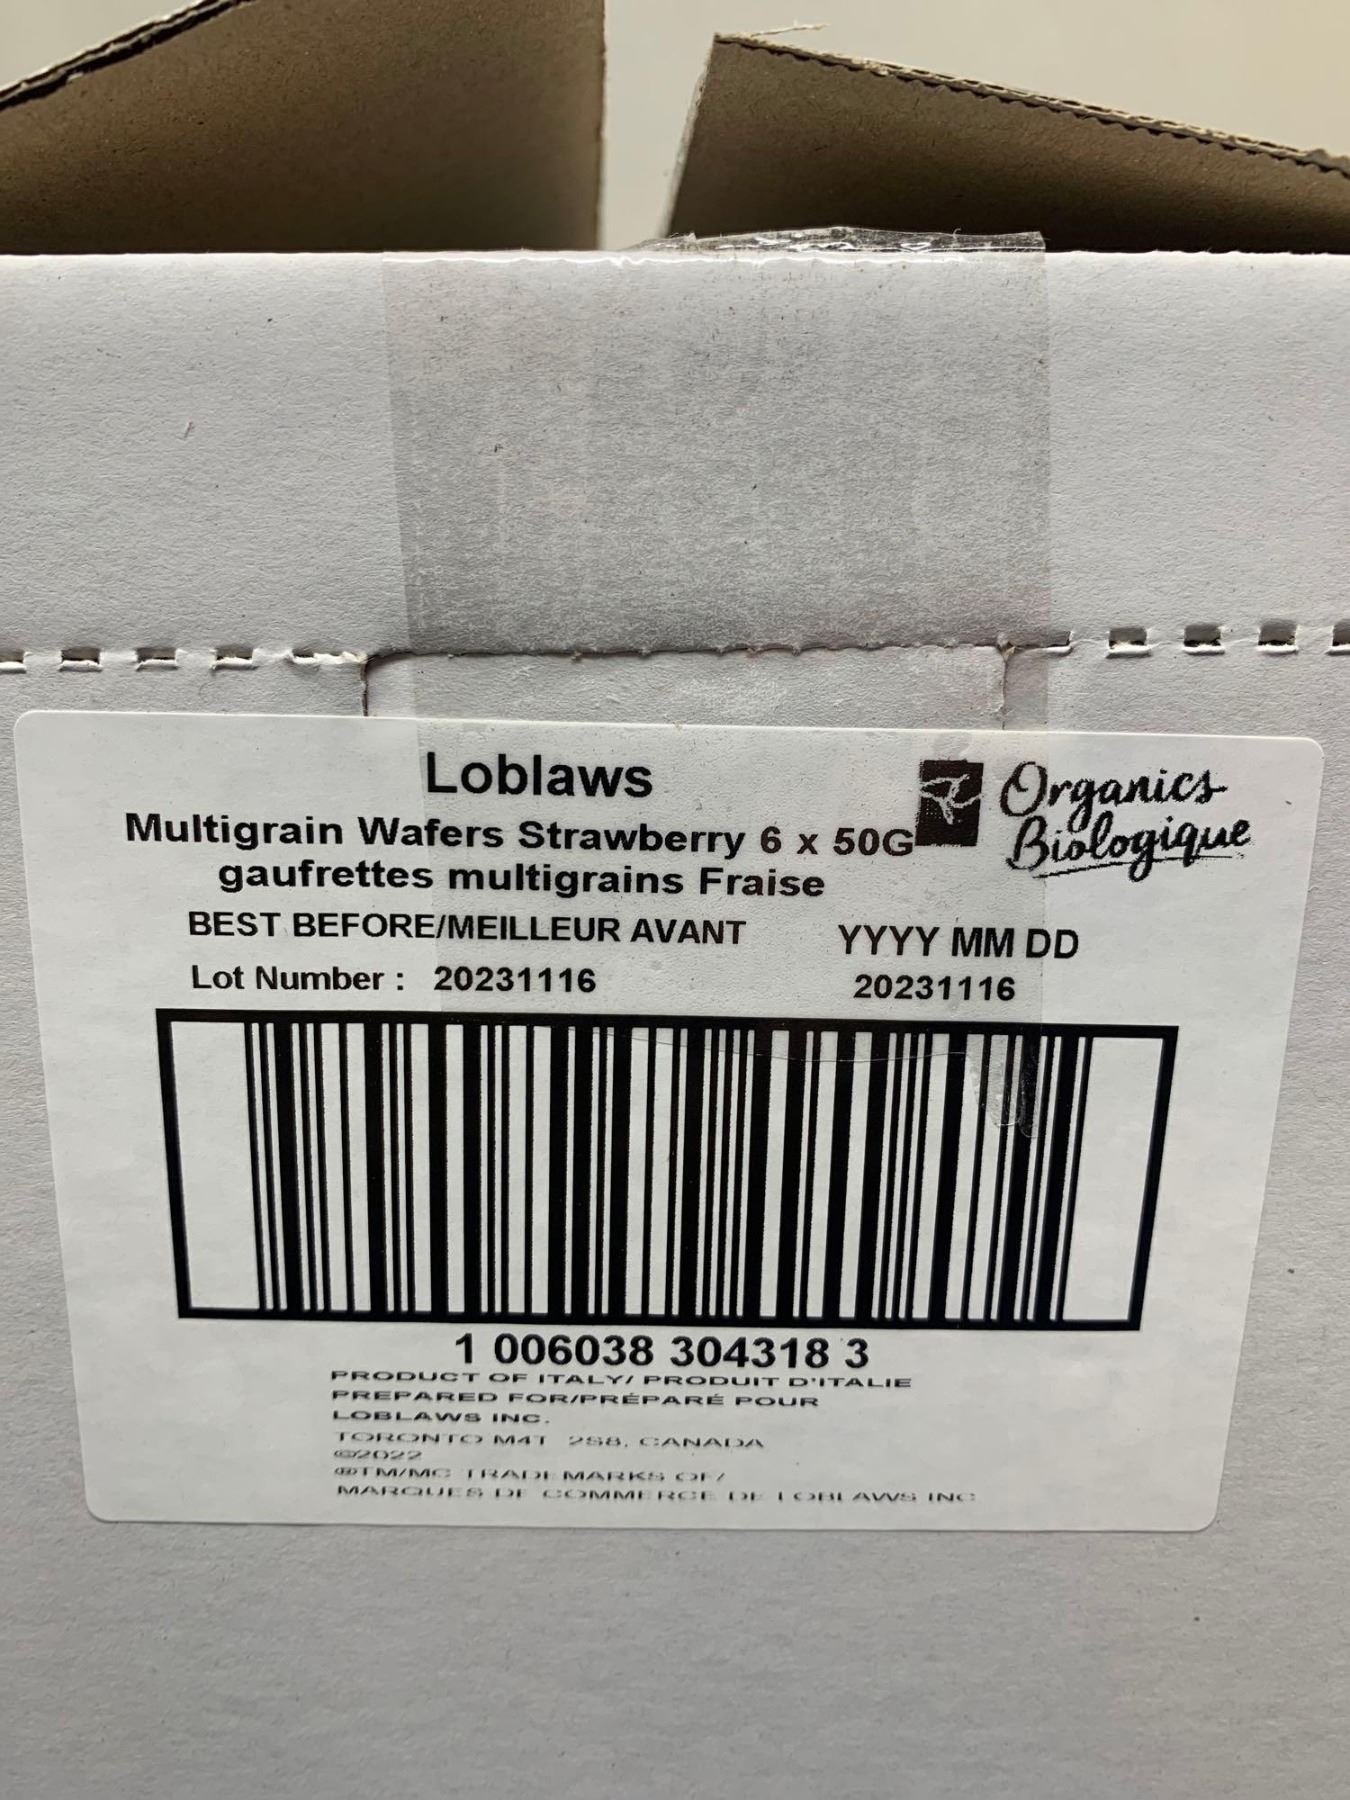 Loblaws
Organics
Multigrain Wafers Strawberry 6 x 50G
Biologique
gaufrettes multigrains Fraise
BEST BEFORE/MEILLEUR AVANT YYYY MM DD
Lot Number : 20231116 20231116
1 006038 304318 3
PRODUCT OF ITALY/ PRODUIT D'ITALIE
PREPARED FOR/PRÉPARÉ POUR
LOBLAWS INC.
TORONTO M4T 2S8, CANADA
©2022
®TM/MC TRADEMARKS OF/
MARQUES DE COMMERCE DE LOBLAWS INC